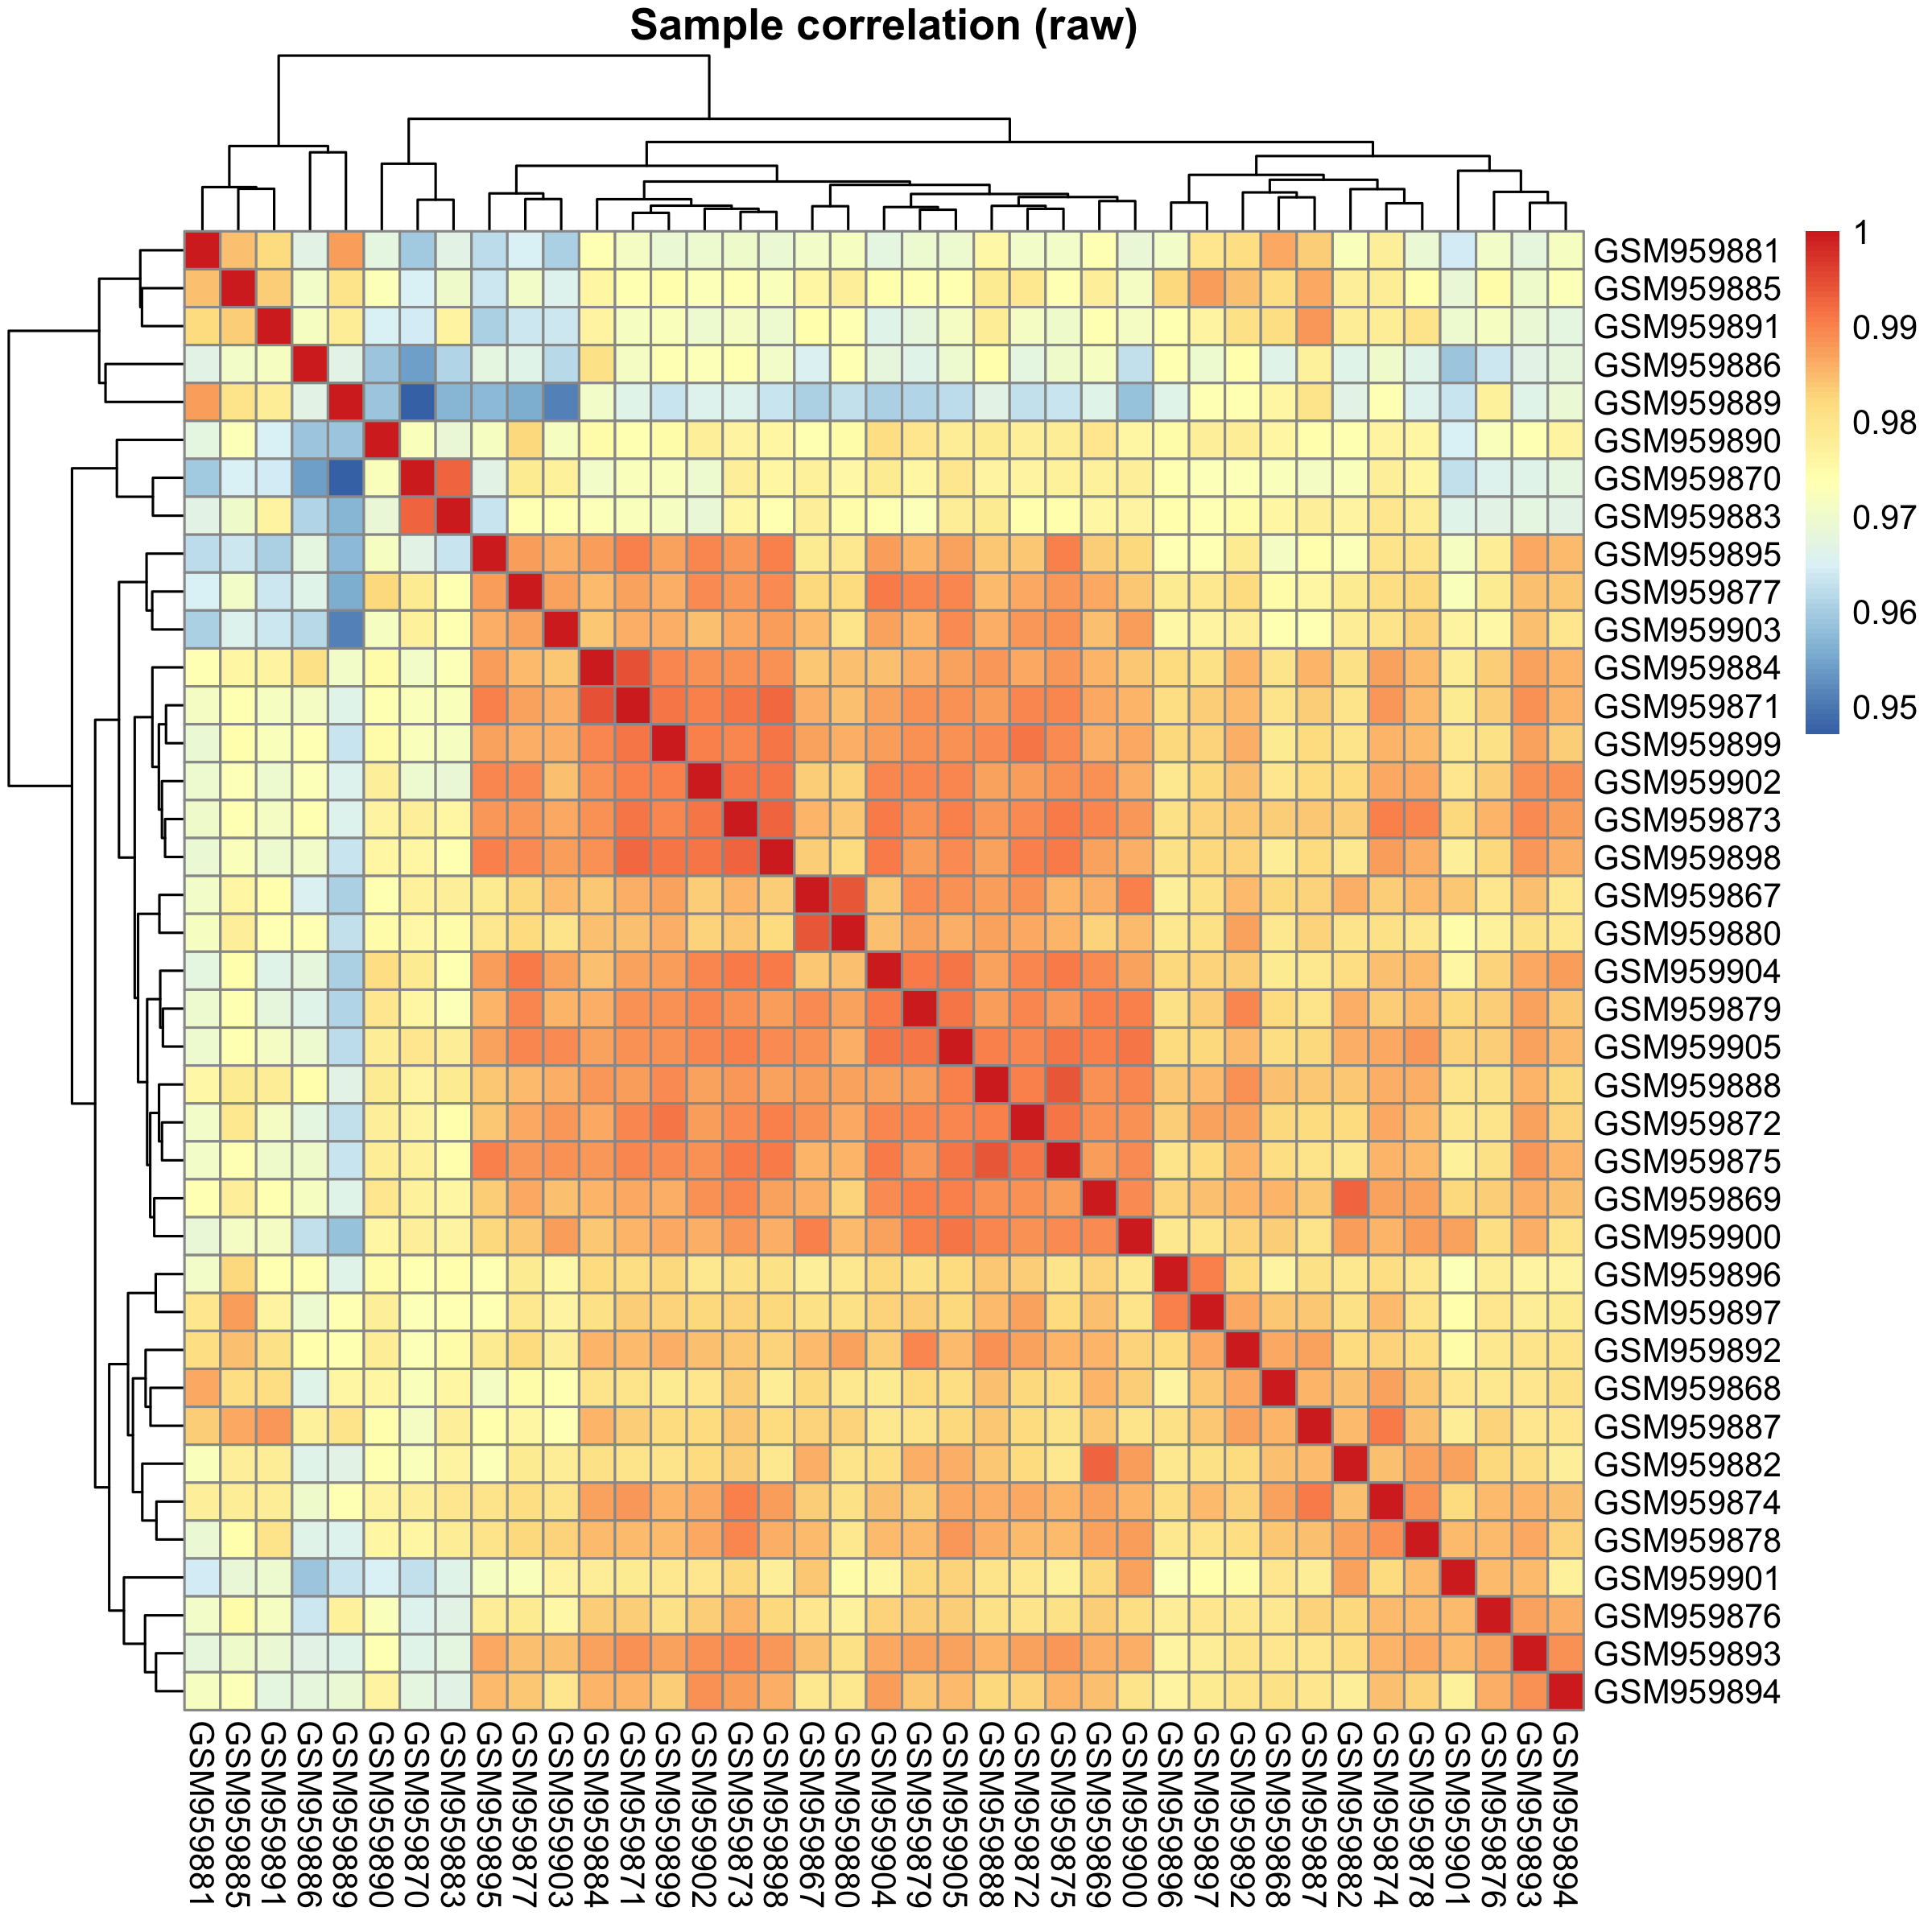 Sample correlation (raw)
1
0.99
0.98
0.97
0.96
0.95
GSM959881
GSM959885
GSM959891
GSM959886
GSM959889
GSM959890
GSM959870
GSM959883
GSM959895
GSM959877
GSM959903
GSM959884
GSM959871
GSM959899
GSM959902
GSM959873
GSM959898
GSM959867
GSM959880
GSM959904
GSM959879
GSM959905
GSM959888
GSM959872
GSM959875
GSM959869
GSM959900
GSM959896
GSM959897
GSM959892
GSM959868
GSM959887
GSM959882
GSM959874
GSM959878
GSM959901
GSM959876
GSM959893
GSM959894
GSM959881
GSM959885
GSM959891
GSM959886
GSM959889
GSM959890
GSM959870
GSM959883
GSM959895
GSM959877
GSM959903
GSM959884
GSM959871
GSM959899
GSM959902
GSM959873
GSM959898
GSM959867
GSM959880
GSM959904
GSM959879
GSM959905
GSM959888
GSM959872
GSM959875
GSM959869
GSM959900
GSM959896
GSM959897
GSM959892
GSM959868
GSM959887
GSM959882
GSM959874
GSM959878
GSM959901
GSM959876
GSM959893
GSM959894